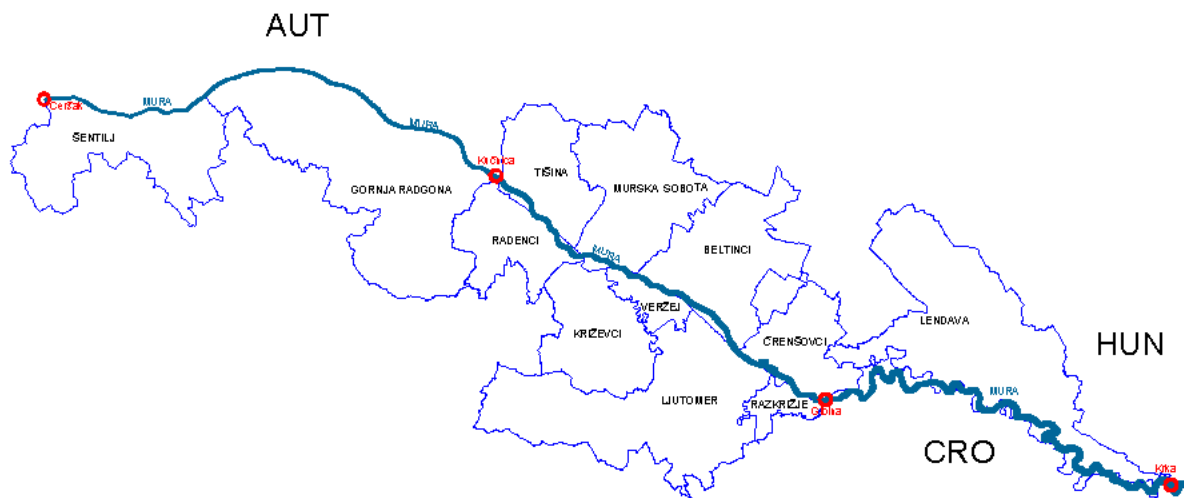 AUT
MURA
Ceršak
ŠENTILJ
MURA
Kučnica
TIŠINA
MURSKA SOBOTA
GORNJA RADGONA
RADENCI
MURA
BELTINCI
VERŽEJ
KRIŽEVCI
ČRENŠOVCI
LENDAVA
HUN
LJUTOMER
RAZKRIŽJE
MURA
CRO
Krka